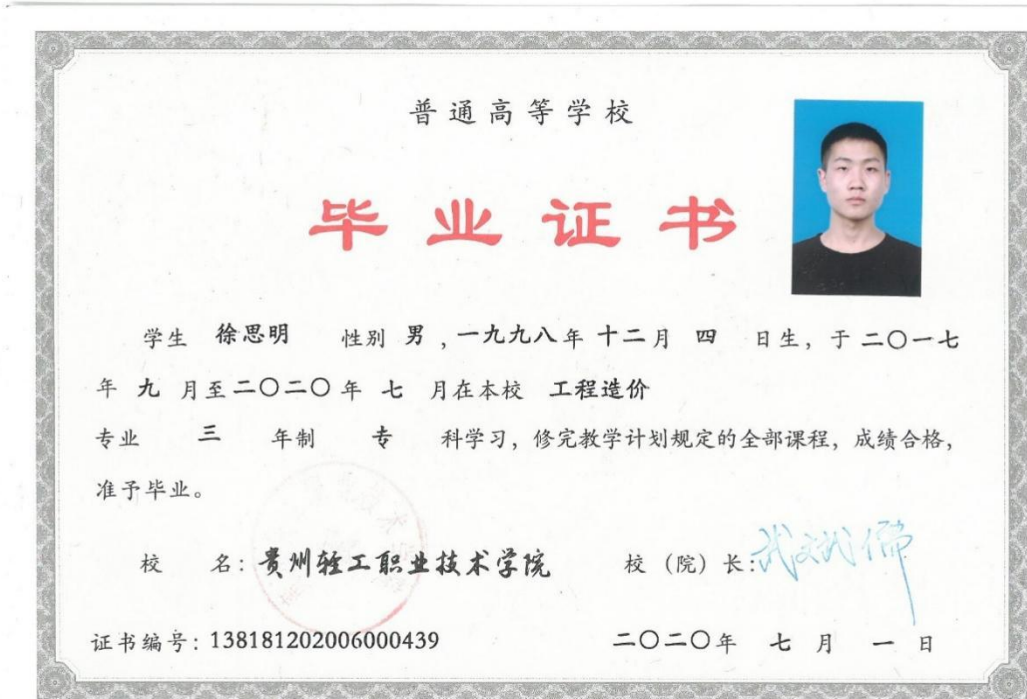 普通高等学校
毕业证书
学生 徐思明 性别 男 ,一九九八年 十二月 四 日生，于二〇一七
年 九 月至二〇二〇年 七 月在本校 工程造价
专业 三 年制 专 科学习，修完教学计划规定的全部课程，成绩合格，
准予毕业。
校 名：贵州轻工职业技术学院 校（院）长：
证书编号：138181202006000439 二〇二〇年 七 月 一 日